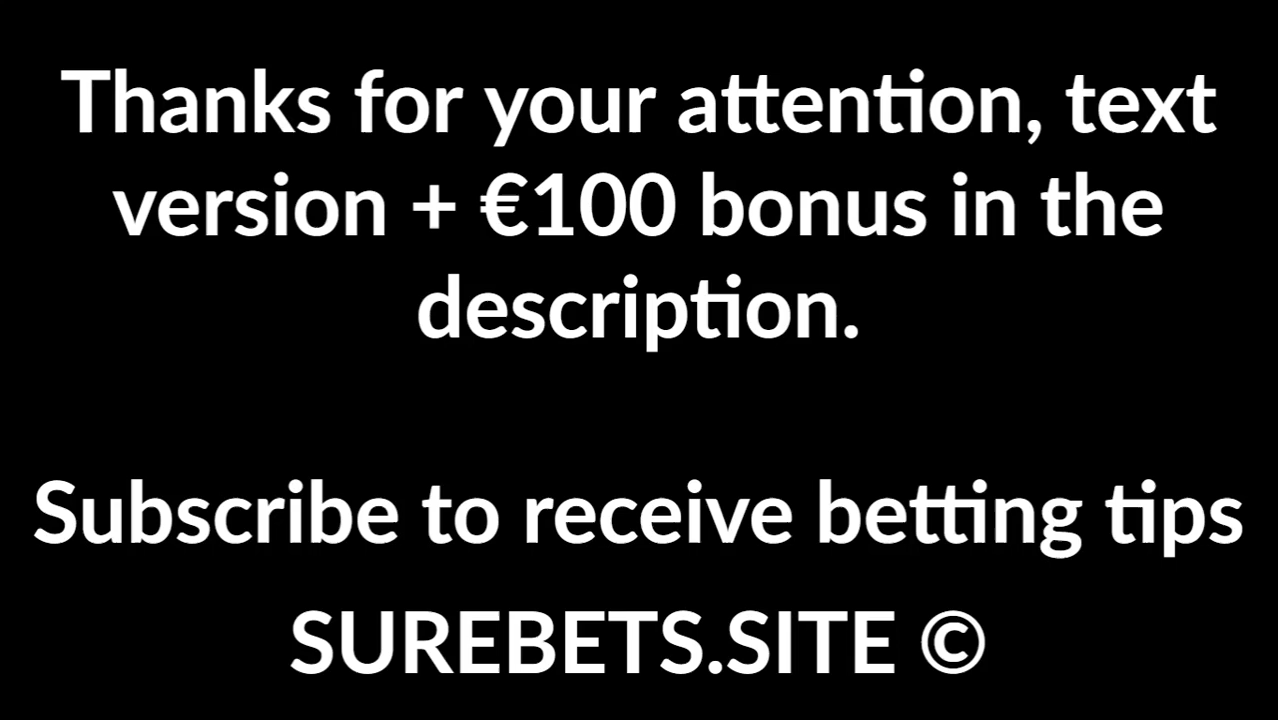 Thanks for your attention, text
version + €100 bonus in the
description.
Subscribe to receive betting tips
SUREBETS.SITE ©